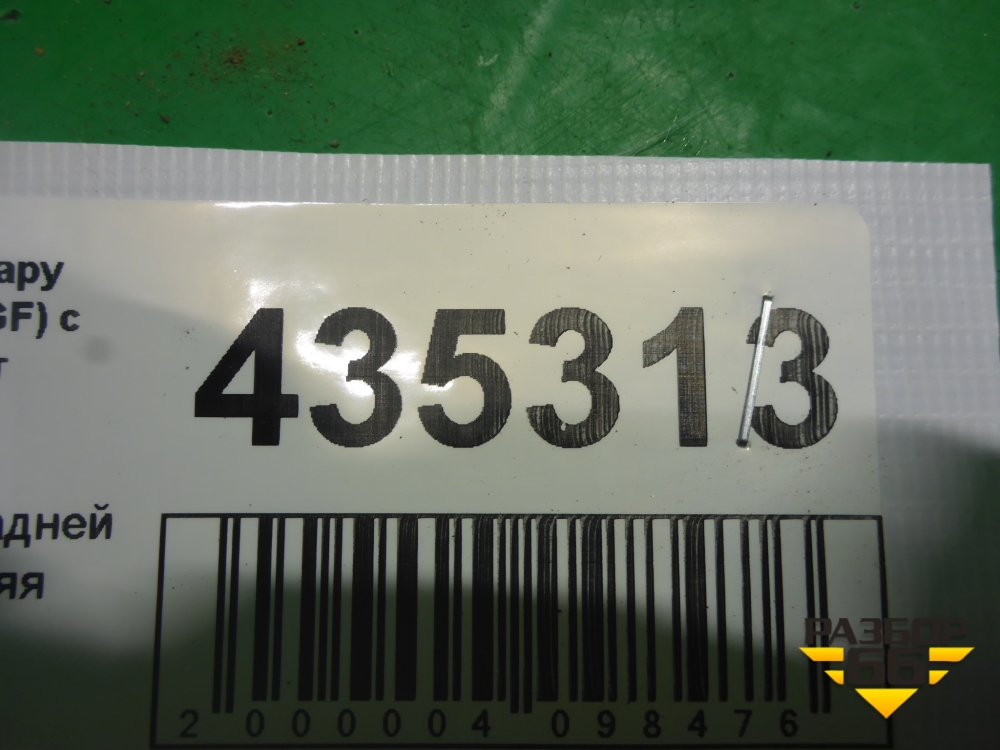 ару
GF) с
435313
адней
яя
2 000004 098476
РАЗБОР
66